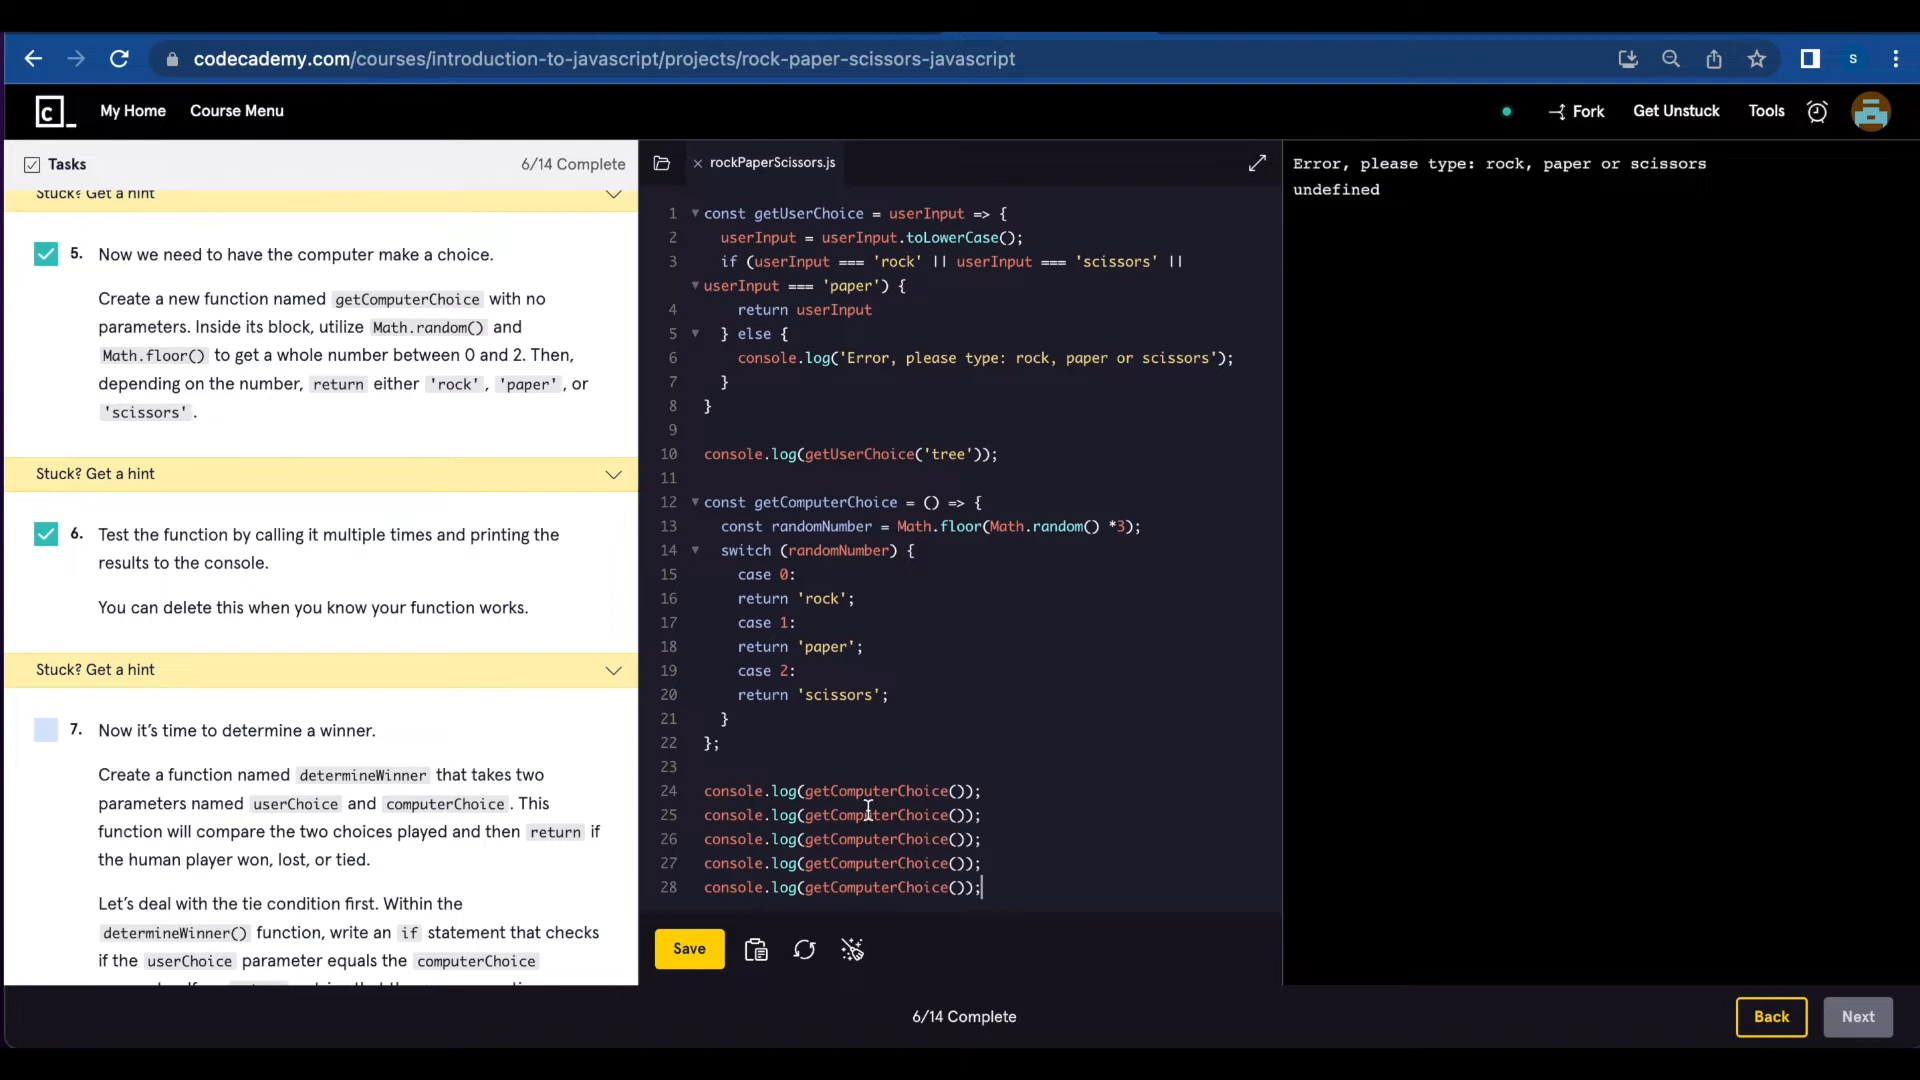 codecademy.com/courses/introduction-to-javascript/projects/rock-paper-scissors-javascript
S
c_
My Home
Course Menu
Fork
Get Unstuck
Tools
Tasks
6/14 Complete
Stuck? Get a hint
5. Now we need to have the computer make a choice.
Create a new function named getComputerChoice with no
parameters. Inside its block, utilize Math.random() and
Math.floor() to get a whole number between 0 and 2. Then,
depending on the number, return either 'rock', 'paper', or
'scissors'.
Stuck? Get a hint
6. Test the function by calling it multiple times and printing the
results to the console.
You can delete this when you know your function works.
Stuck? Get a hint
7. Now it's time to determine a winner.
Create a function named determineWinner that takes two
parameters named userChoice and computerChoice. This
function will compare the two choices played and then return if
the human player won, lost, or tied.
Let's deal with the tie condition first. Within the
determineWinner() function, write an if statement that checks
if the userChoice parameter equals the computerChoice
rockPaperScissors.js
1 const getUserChoice = userInput => {
2 userInput = userInput.toLowerCase();
3 if (userInput === 'rock' || userInput === 'scissors' ||
userInput === 'paper') {
4 return userInput
5 } else {
6 console.log('Error, please type: rock, paper or scissors');
7 }
8 }
9
10 console.log(getUserChoice('tree'));
11
12 const getComputerChoice = () => {
13 const randomNumber = Math.floor(Math.random() *3);
14 switch (randomNumber) {
15 case 0:
16 return 'rock';
17 case 1:
18 return 'paper';
19 case 2:
20 return 'scissors';
21 }
22 };
23
24 console.log(getComputerChoice());
25 console.log(getComputerChoice());
26 console.log(getComputerChoice());
27 console.log(getComputerChoice());
28 console.log(getComputerChoice());
Save
Error, please type: rock, paper or scissors
undefined
6/14 Complete
Back
Next